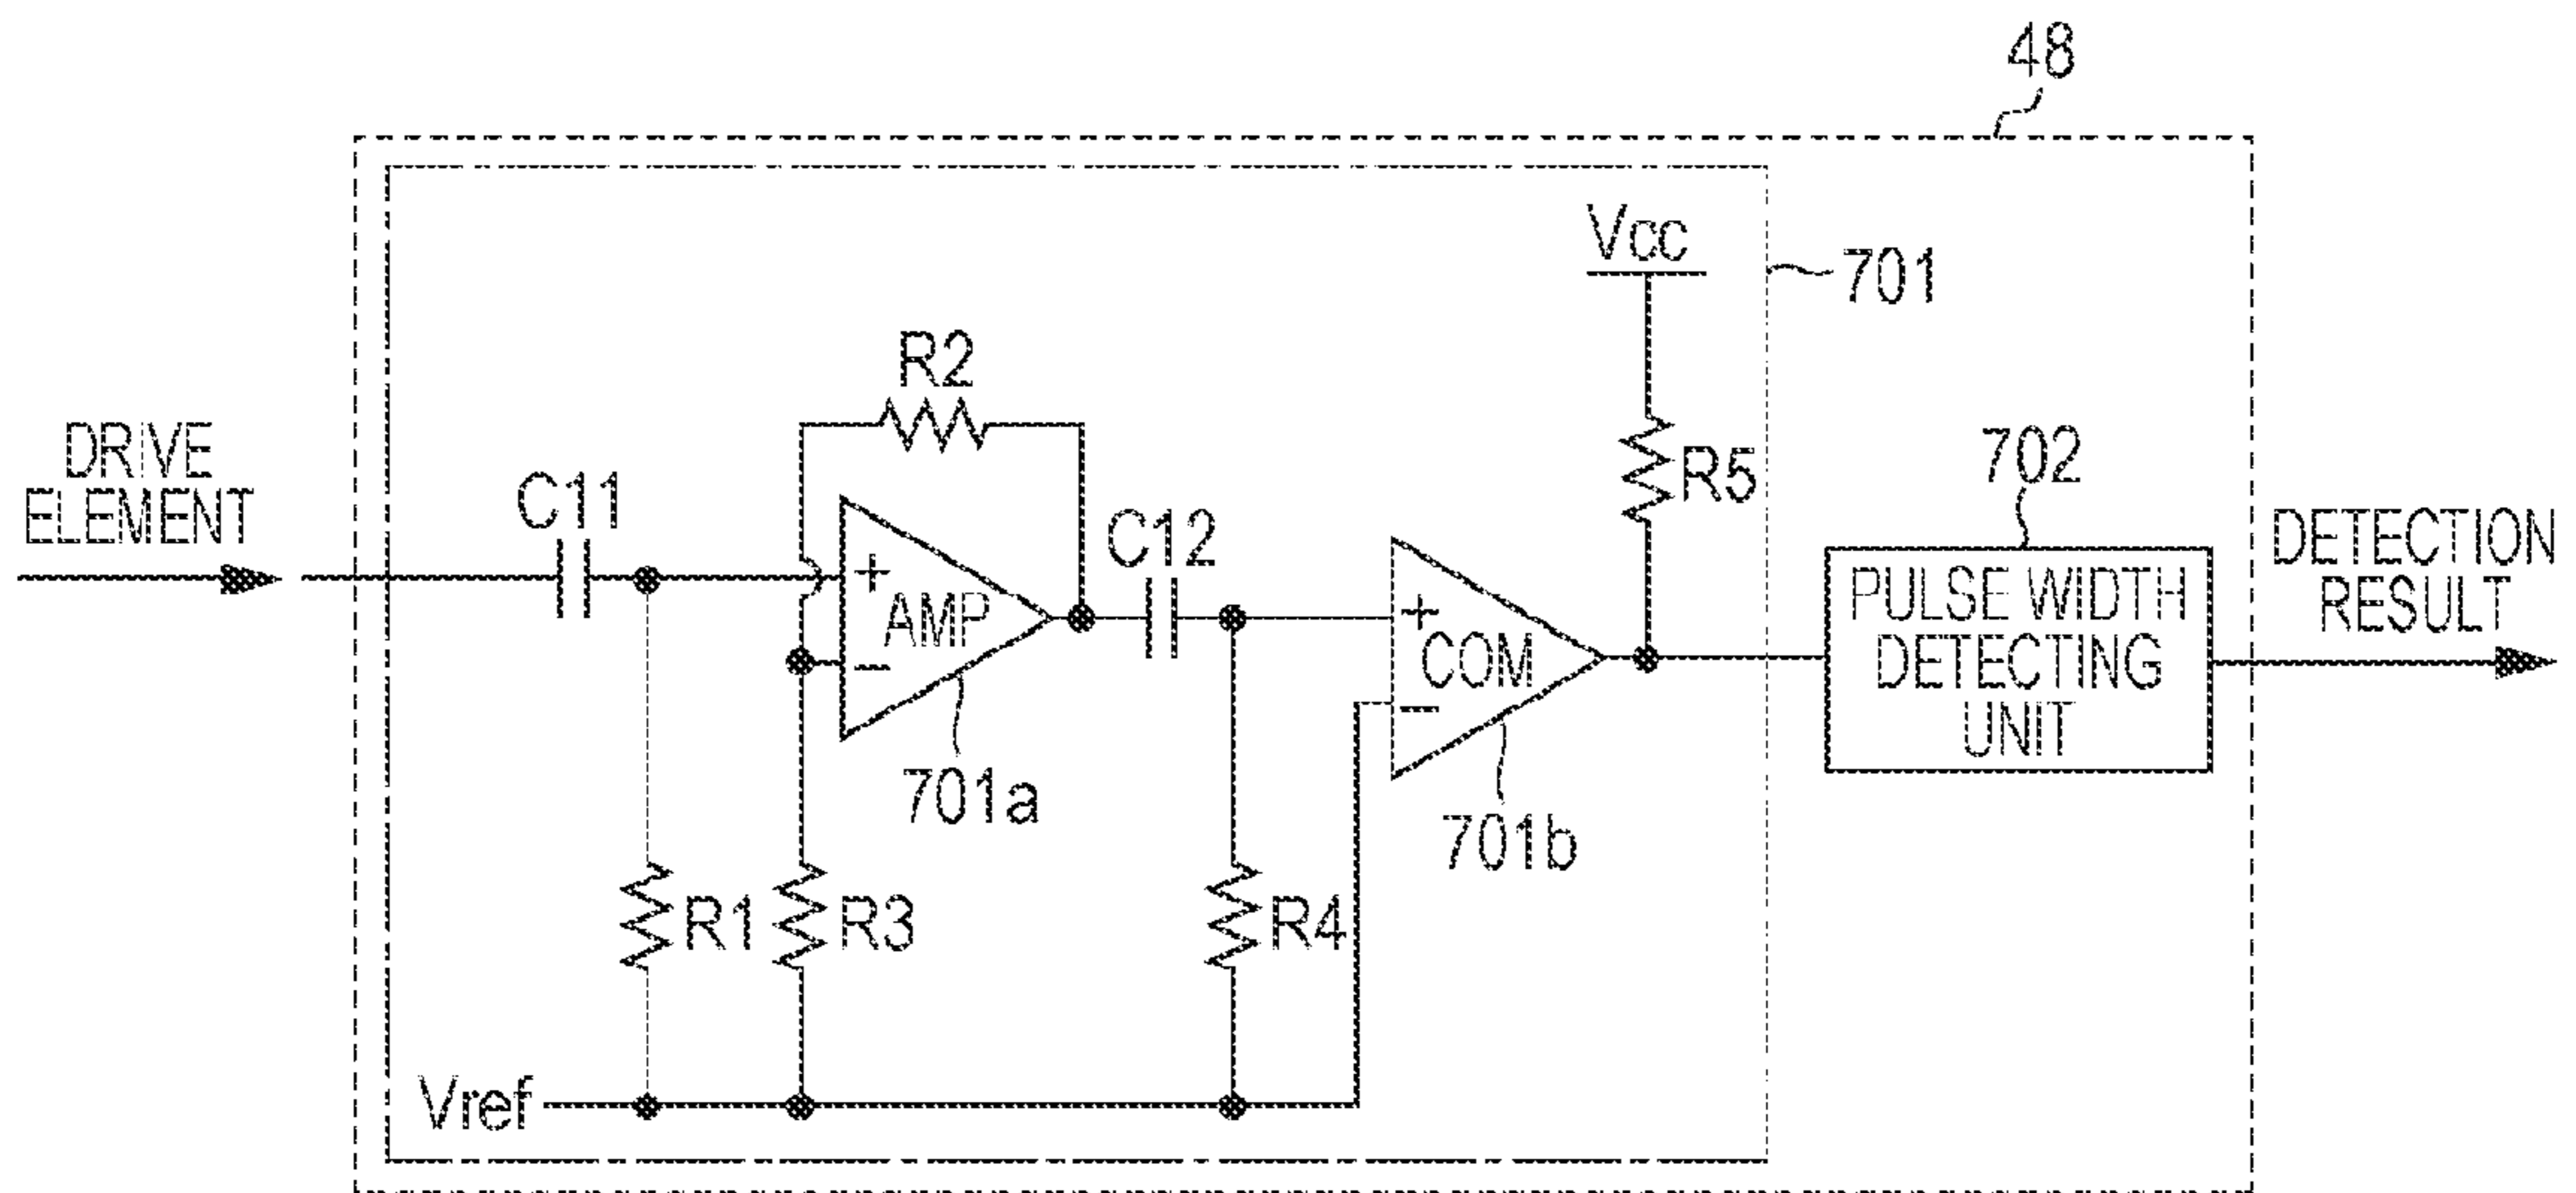 48
Vcc
701
R2
DRIVE
ELEMENT
C11
C12
R5
702
+
AMP
−
+
COM
−
PULSE WIDTH
DETECTING
UNIT
DETECTION
RESULT
701a
701b
R1
R3
R4
Vref